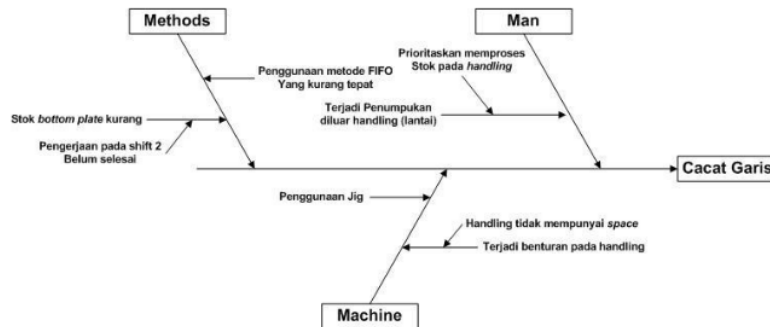 Methods
Man
Prioritaskan memproses
Stok pada handling
Penggunaan metode FIFO
Yang kurang tepat
Stok bottom plate kurang
Terjadi Penumpukan
diluar handling (lantai)
Pengerjaan pada shift 2
Belum selesai
Cacat Garis
Penggunaan Jig
Handling tidak mempunyai space
Terjadi benturan pada handling
Machine